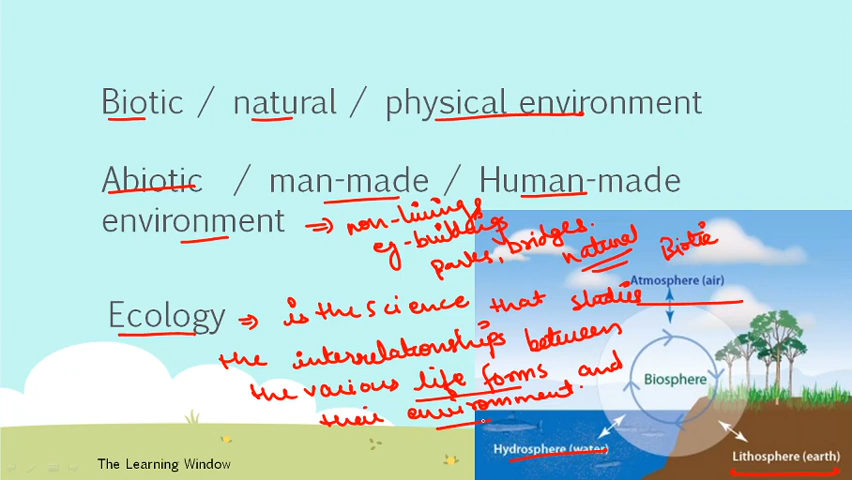 Biotic / natural / physical environment
Abiotic / man-made / Human-made
environment ⇒ non-livings
eg-buildings
parks, bridges.
natural Biotic
Atmosphere (air)
Ecology ⇒ is the science that studies
the interrelationships between
the various life forms and
their environment.
Biosphere
Hydrosphere (water)
Lithosphere (earth)
The Learning Window